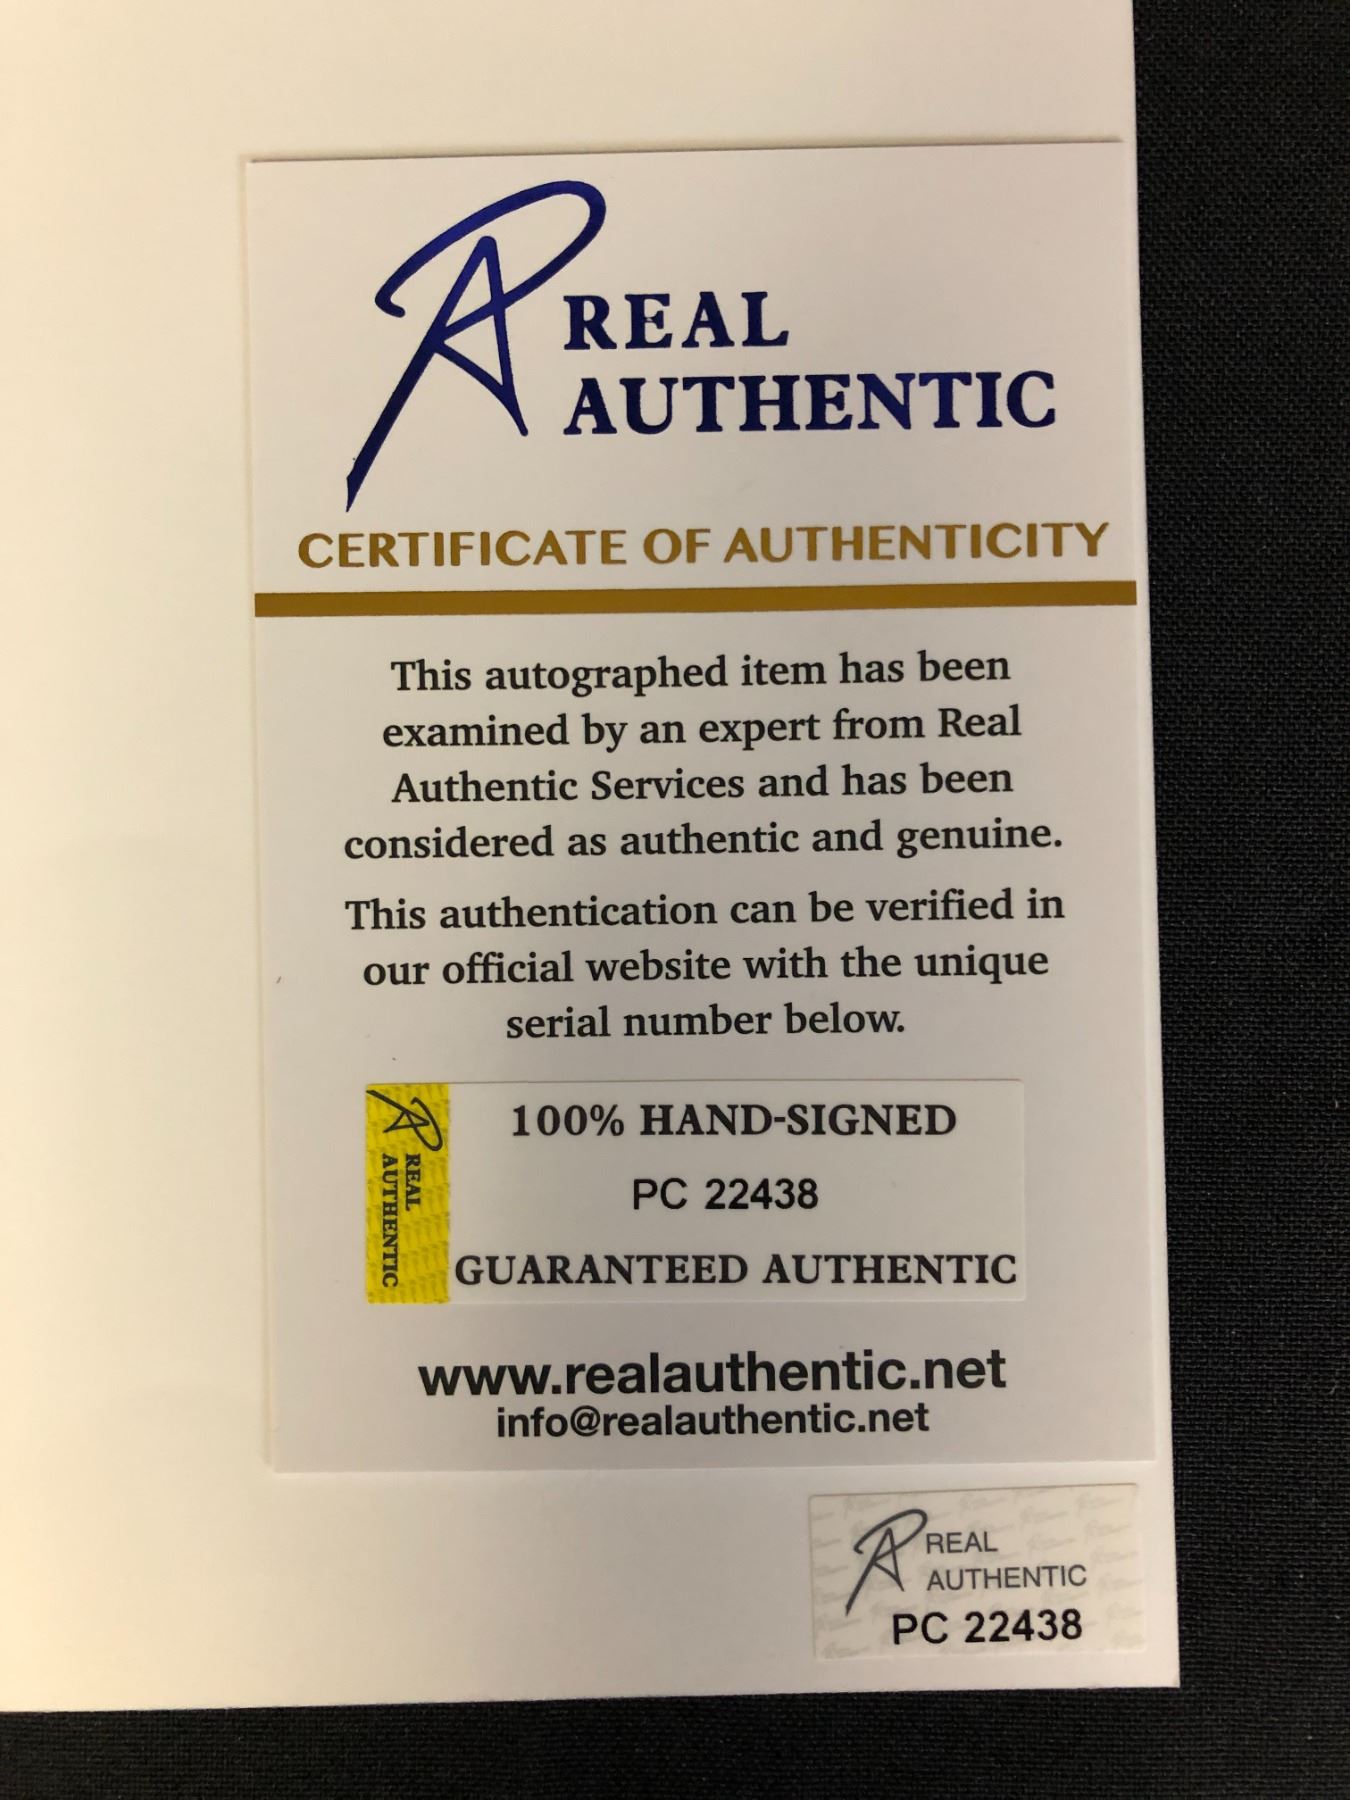 REAL
AUTHENTIC
CERTIFICATE OF AUTHENTICITY
This autographed item has been
examined by an expert from Real
Authentic Services and has been
considered as authentic and genuine.
This authentication can be verified in
our official website with the unique
serial number below.
REAL
AUTHENTIC
100% HAND-SIGNED
PC 22438
GUARANTEED AUTHENTIC
www.realauthentic.net
info@realauthentic.net
REAL
AUTHENTIC
PC 22438